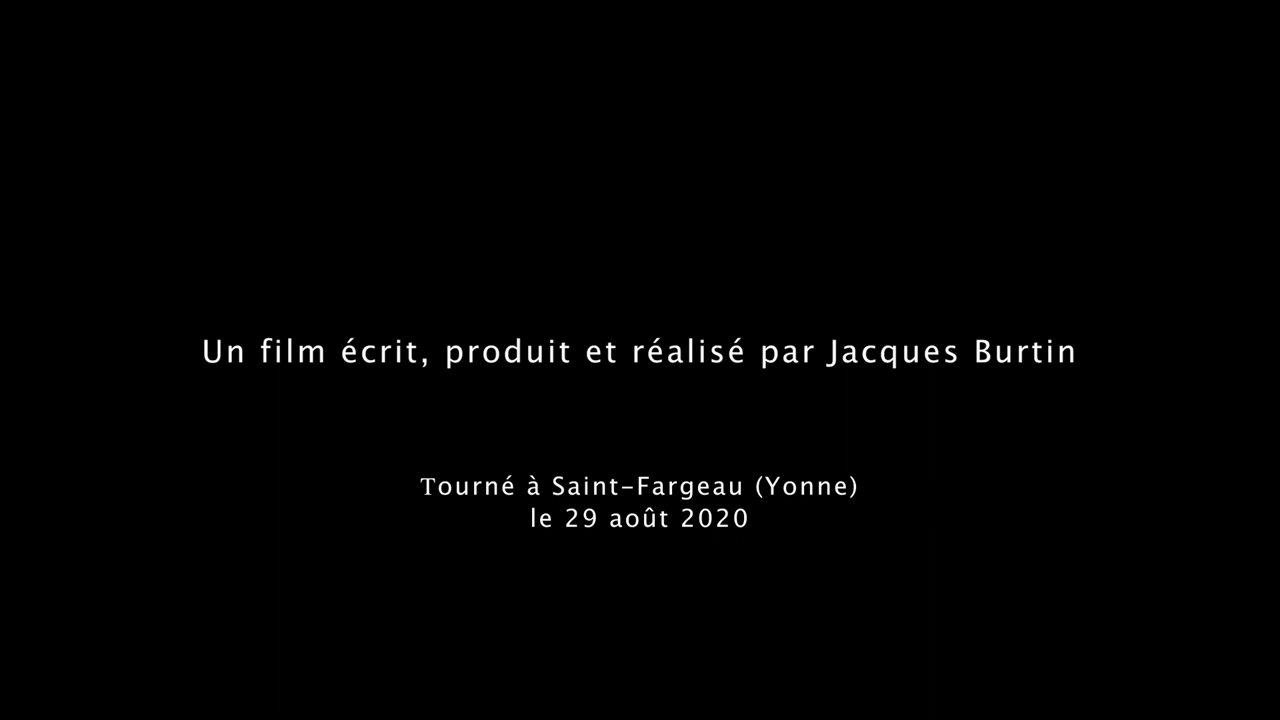 Un film écrit, produit et réalisé par Jacques Burtin
Tourné à Saint-Fargeau (Yonne)
le 29 août 2020